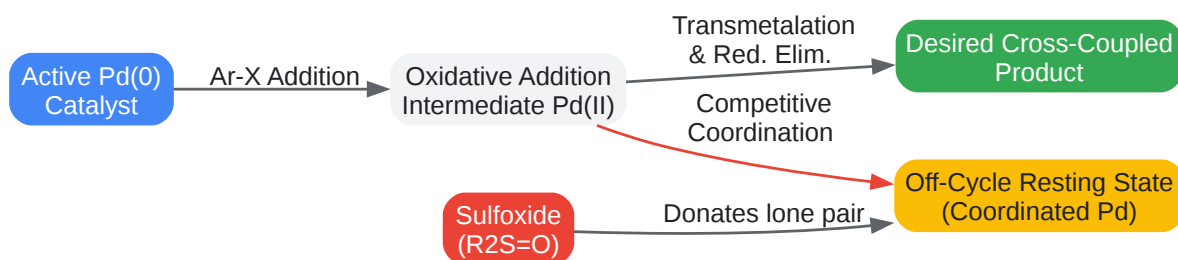 Active Pd(0)
Catalyst
Ar-X Addition
Oxidative Addition
Intermediate Pd(II)
Transmetalation
& Red. Elim.
Desired Cross-Coupled
Product
Competitive
Coordination
Sulfoxide
(R2S=O)
Donates lone pair
Off-Cycle Resting State
(Coordinated Pd)